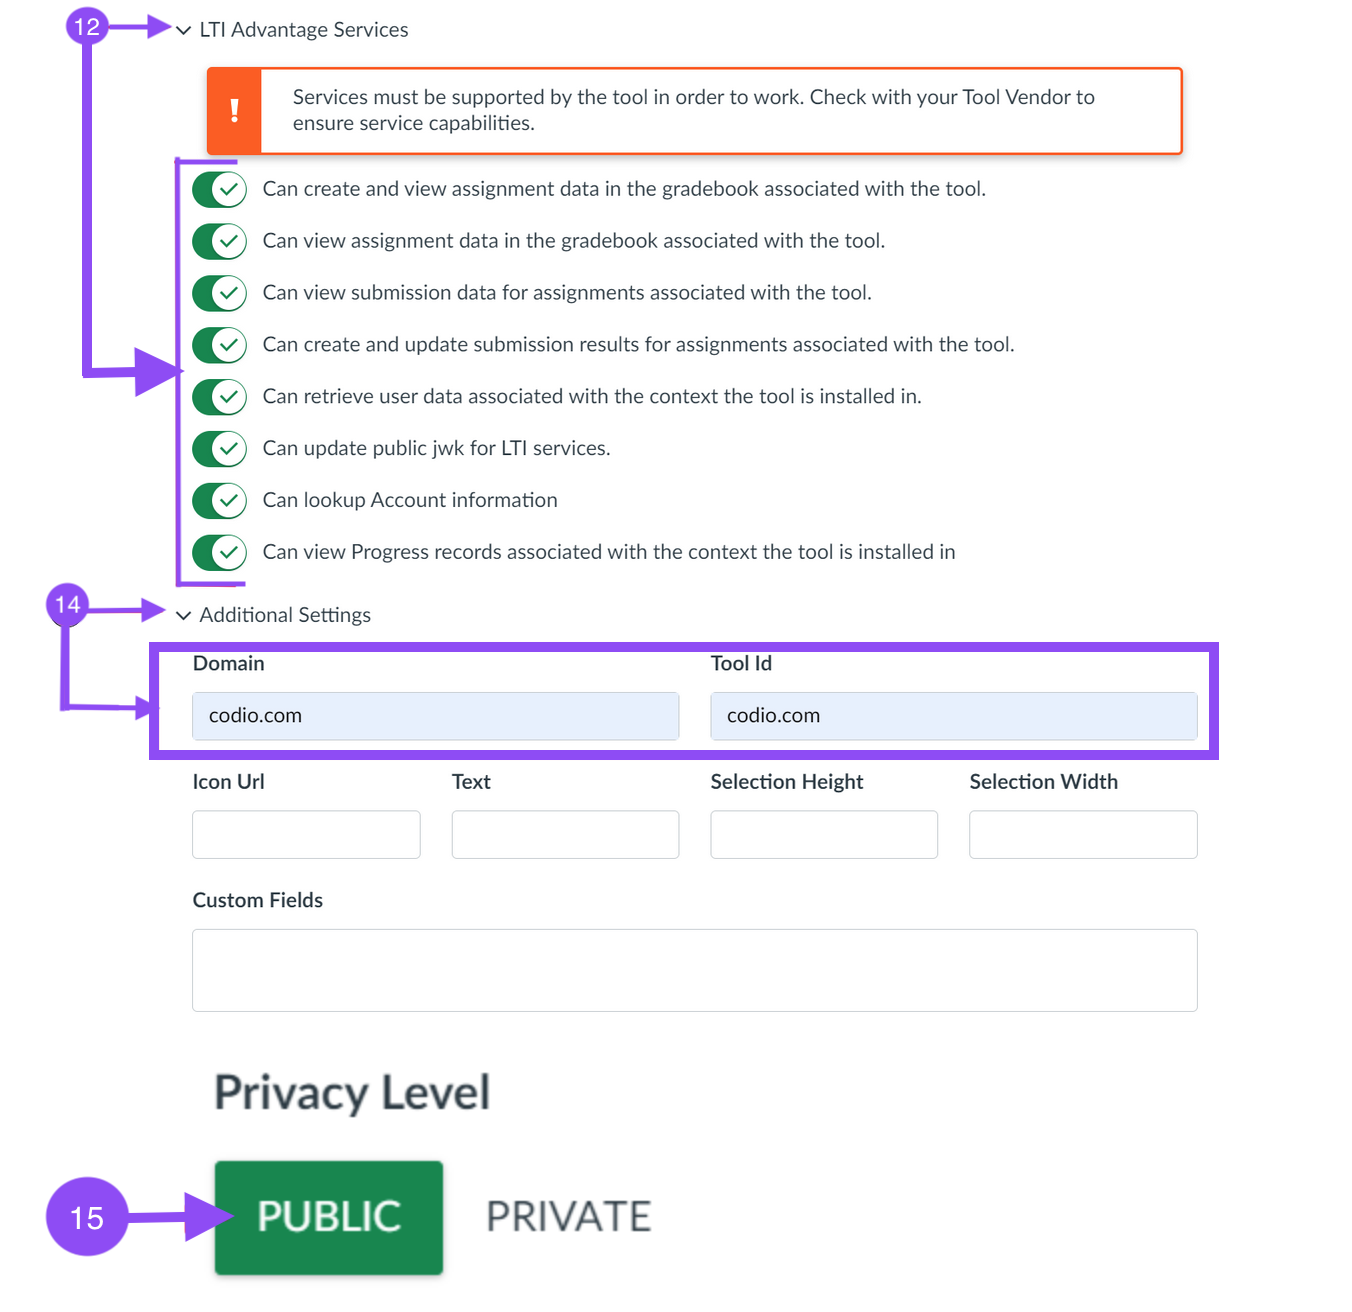 12
LTI Advantage Services
!
Services must be supported by the tool in order to work. Check with your Tool Vendor to
ensure service capabilities.
Can create and view assignment data in the gradebook associated with the tool.
Can view assignment data in the gradebook associated with the tool.
Can view submission data for assignments associated with the tool.
Can create and update submission results for assignments associated with the tool.
Can retrieve user data associated with the context the tool is installed in.
Can update public jwk for LTI services.
Can lookup Account information
Can view Progress records associated with the context the tool is installed in
14
Additional Settings
Domain Tool Id
codio.com codio.com
Icon Url Text Selection Height Selection Width
Custom Fields
Privacy Level
15
PUBLIC PRIVATE